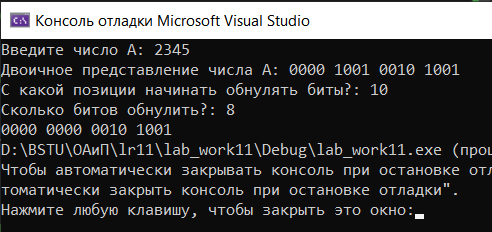 Консоль отладки Microsoft Visual Studio
Введите число А: 2345
Двоичное представление числа А: 0000 1001 0010 1001
С какой позиции начинать обнулять биты?: 10
Сколько битов обнулить?: 8
0000 0000 0010 1001
D:\BSTU\ОАиП\lr11\lab_work11\Debug\lab_work11.exe (проц
Чтобы автоматически закрывать консоль при остановке отл
томатически закрыть консоль при остановке отладки".
Нажмите любую клавишу, чтобы закрыть это окно: